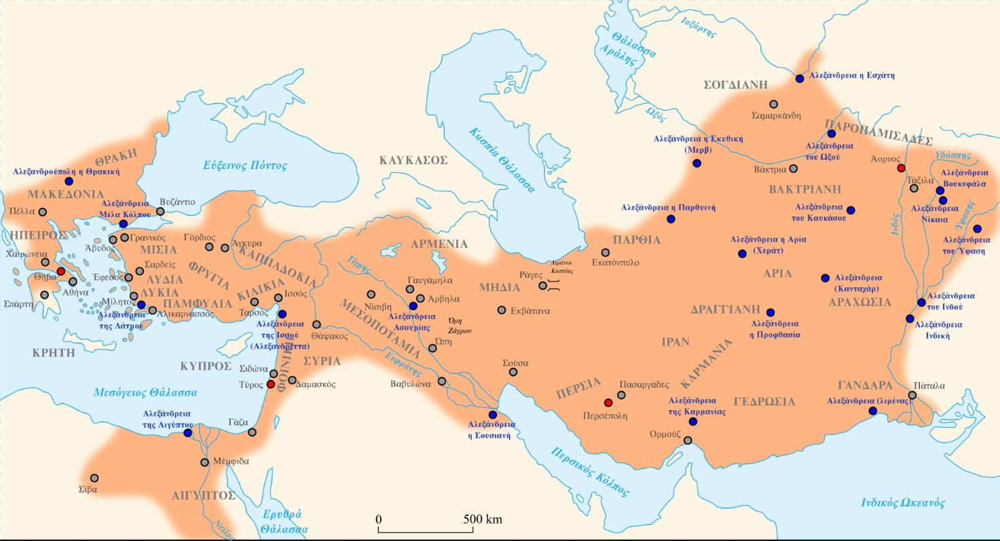 Ιαξάρτης
Θάλασσα
Αράλης
ΣΟΓΔΙΑΝΗ
Αλεξάνδρεια η Εσχάτη
Σαμαρκάνδη
Ωξός
ΠΑΡΟΠΑΜΙΣΑΔΕΣ
Αλεξάνδρεια η Σκυθική
(Μερβ)
Αλεξάνδρεια
του Ωξού
Βάκτρια
Άορνος
Υδάσπης
Τάξιλα
Αλεξάνδρεια
Βουκεφάλα
ΒΑΚΤΡΙΑΝΗ
Αλεξάνδρεια
του Καυκάσου
Αλεξάνδρεια
Νίκαια
Ύφασης
Ινδός
Αλεξάνδρεια
του Ύφαση
Κασπία Θάλασσα
ΚΑΥΚΑΣΟΣ
Εύξεινος Πόντος
ΘΡΑΚΗ
Αλεξανδρούπολη η Θρακική
ΜΑΚΕΔΟΝΙΑ
Αλεξάνδρεια
Μέλα Κόλπου
Βυζάντιο
Πέλλα
ΗΠΕΙΡΟΣ
Άβυδος
Γρανικός
ΜΙΣΙΑ
Γόρδιος
Άγκυρα
ΚΑΠΠΑΔΟΚΙΑ
Χαιρώνεια
Θήβα
Αθήνα
Σπάρτη
Σαρδείς
Έφεσος
ΛΥΔΙΑ
ΦΡΥΓΙΑ
ΛΥΚΙΑ
Μίλητος
ΠΑΜΦΥΛΙΑ
ΚΙΛΙΚΙΑ
Αλεξάνδρεια
της Λάτμου
Αλικαρνασσός
Ταρσός
Ισσός
Αλεξάνδρεια
της Ισσού
(Αλεξανδρέττα)
ΑΡΜΕΝΙΑ
Τίγρης
Γαυγάμηλα
Άρβηλα
Νίσιβη
Αλεξάνδρεια
Ασσυρίας
Όρη
Ζάγρου
ΜΕΣΟΠΟΤΑΜΙΑ
Θάψακος
Ώπη
Ευφράτης
Βαβυλώνα
ΜΗΔΙΑ
Ράγες
Λιμάνια
Κασπίας
Εκβάτανα
Σούσα
Αλεξάνδρεια η Παρθυινή
ΠΑΡΘΙΑ
Εκατόνπυλο
Αλεξάνδρεια η Αρία
(Χεράτ)
ΑΡΙΑ
Αλεξάνδρεια
(Κανταχάρ)
ΑΡΑΧΩΣΙΑ
Αλεξάνδρεια
του Ινδού
Αλεξάνδρεια
Ινδική
ΔΡΑΓΓΙΑΝΗ
Αλεξάνδρεια
η Προφθασία
ΙΡΑΝ
ΚΑΡΜΑΝΙΑ
ΠΕΡΣΙΑ
Πασαργάδες
Περσέπολη
Αλεξάνδρεια
της Καρμανίας
Ορμούζ
ΓΕΔΡΩΣΙΑ
ΓΑΝΔΑΡΑ
Αλεξάνδρεια (λιμένας)
Πάταλα
ΚΡΗΤΗ
ΚΥΠΡΟΣ
ΦΟΙΝΙΚΗ
ΣΥΡΙΑ
Σιδώνα
Τύρος
Δαμασκός
Μεσόγειος Θάλασσα
Αλεξάνδρεια
της Αιγύπτου
Γάζα
Μέμφιδα
Σίβα
ΑΙΓΥΠΤΟΣ
Νείλος
Ερυθρά
Θάλασσα
Αλεξάνδρεια
η Σουσιανή
Περσικός Κόλπος
Ινδικός Ωκεανός
0 500 km